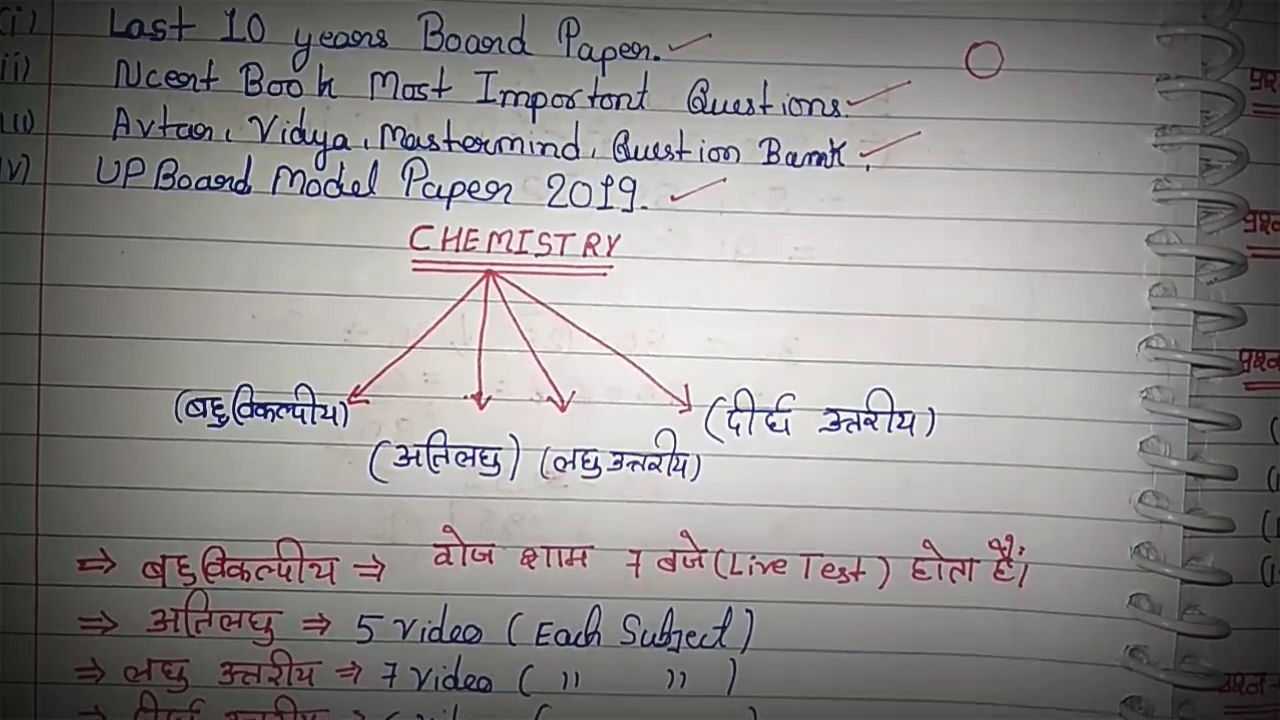 (i) Last 10 years Board Paper.
(ii) Ncert Book Most Important Questions.
(iii) Avtar, Vidya, Mastermind, Question Bank.
(iv) UP Board Model Paper 2019.
CHEMISTRY
(बहुविकल्पीय) (दीर्घ उत्तरीय)
(अतिलघु) (लघु उत्तरीय)
⇒ बहुविकल्पीय ⇒ रोज शाम 7 बजे (Live Test) होता है।
⇒ अतिलघु ⇒ 5 video (Each Subject)
⇒ लघु उत्तरीय ⇒ 7 video ( " " )
⇒ दीर्घ उत्तरीय